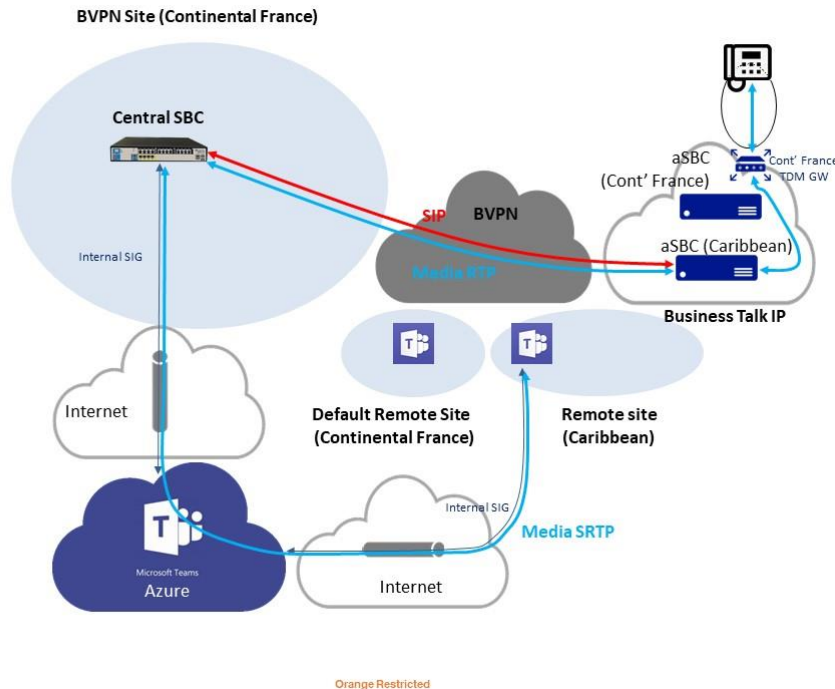 BVPN Site (Continental France)
Central SBC
aSBC
(Cont’ France)
Cont’ France
TDM GW
SIP
BVPN
Internal SIG
aSBC (Caribbean)
Media RTP
Business Talk IP
T
T
Internet
Default Remote Site
(Continental France)
Remote site
(Caribbean)
T
Internal SIG
Media SRTP
Microsoft Teams
Azure
Internet
Orange Restricted